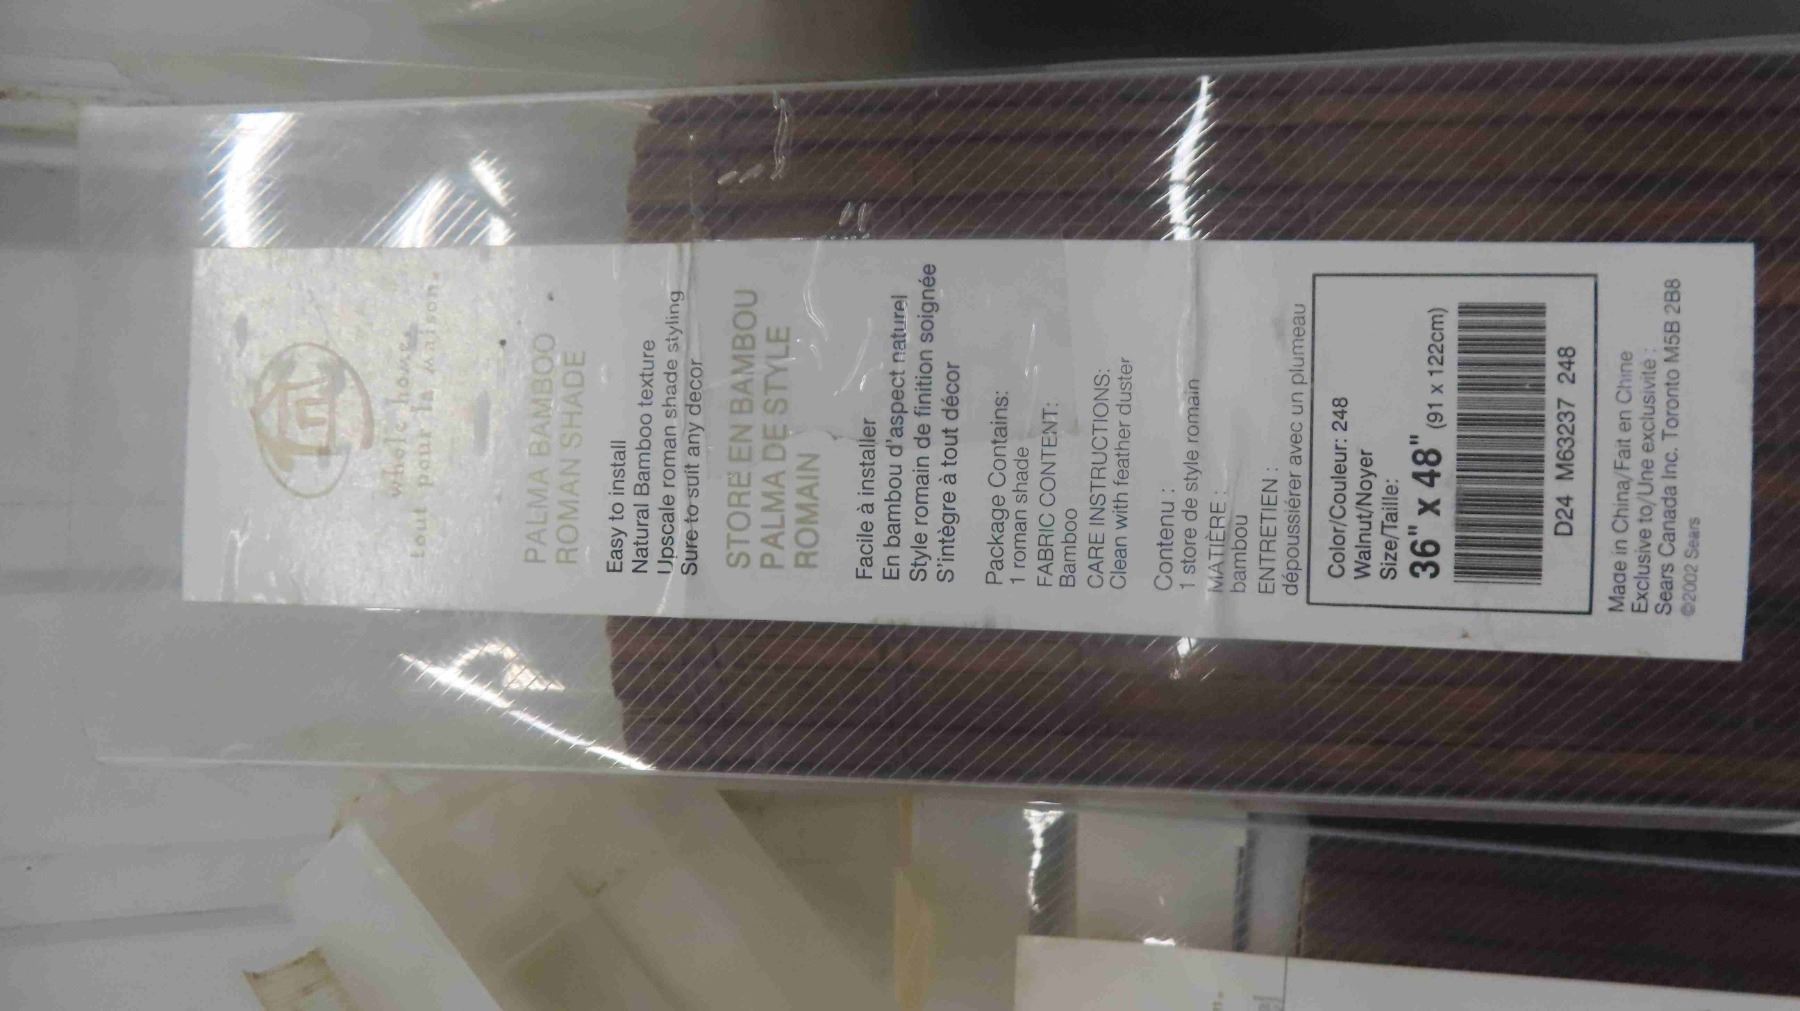 whole home
tout pour la maison.
PALMA BAMBOO
ROMAN SHADE
Easy to install
Natural Bamboo texture
Upscale roman shade styling
Sure to suit any decor
STORE EN BAMBOU
PALMA DE STYLE
ROMAIN
Facile à installer
En bambou d'aspect naturel
Style romain de finition soignée
S'intègre à tout décor
Package Contains:
1 roman shade
FABRIC CONTENT:
Bamboo
CARE INSTRUCTIONS:
Clean with feather duster
Contenu :
1 store de style romain
MATIÈRE :
bambou
ENTRETIEN :
dépoussiérer avec un plumeau
Color/Couleur: 248
Walnut/Noyer
Size/Taille:
36" x 48" (91 x 122cm)
D24 M63237 248
Made in China/Fait en Chine
Exclusive to/Une exclusivité :
Sears Canada Inc. Toronto M5B 2B8
©2002 Sears